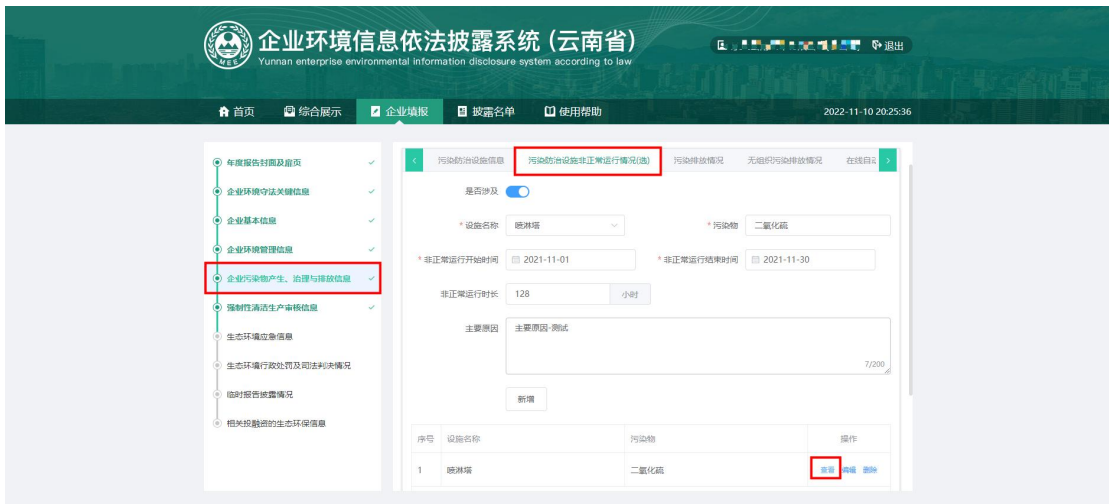 企业环境信息依法披露系统 (云南省)
Yunnan enterprise environmental information disclosure system according to law
MEE
退出
首页 综合展示 企业填报 披露名单 使用帮助 2022-11-10 20:25:36
年度报告封面及扉页
企业环境守法关键信息
企业基本信息
企业环境管理信息
企业污染物产生、治理与排放信息
强制性清洁生产审核信息
生态环境应急信息
生态环境行政处罚及司法判决情况
临时报告披露情况
相关投融资的生态环保信息
污染防治设施信息 污染防治设施非正常运行情况(选) 污染排放情况 无组织污染排放情况 在线自动
是否涉及
* 设施名称 喷淋塔 * 污染物 二氧化硫
* 非正常运行开始时间 2021-11-01 * 非正常运行结束时间 2021-11-30
非正常运行时长 128 小时
主要原因 主要原因-测试
7/200
新增
序号 设施名称 污染物 操作
1 喷淋塔 二氧化硫 查看 编辑 删除